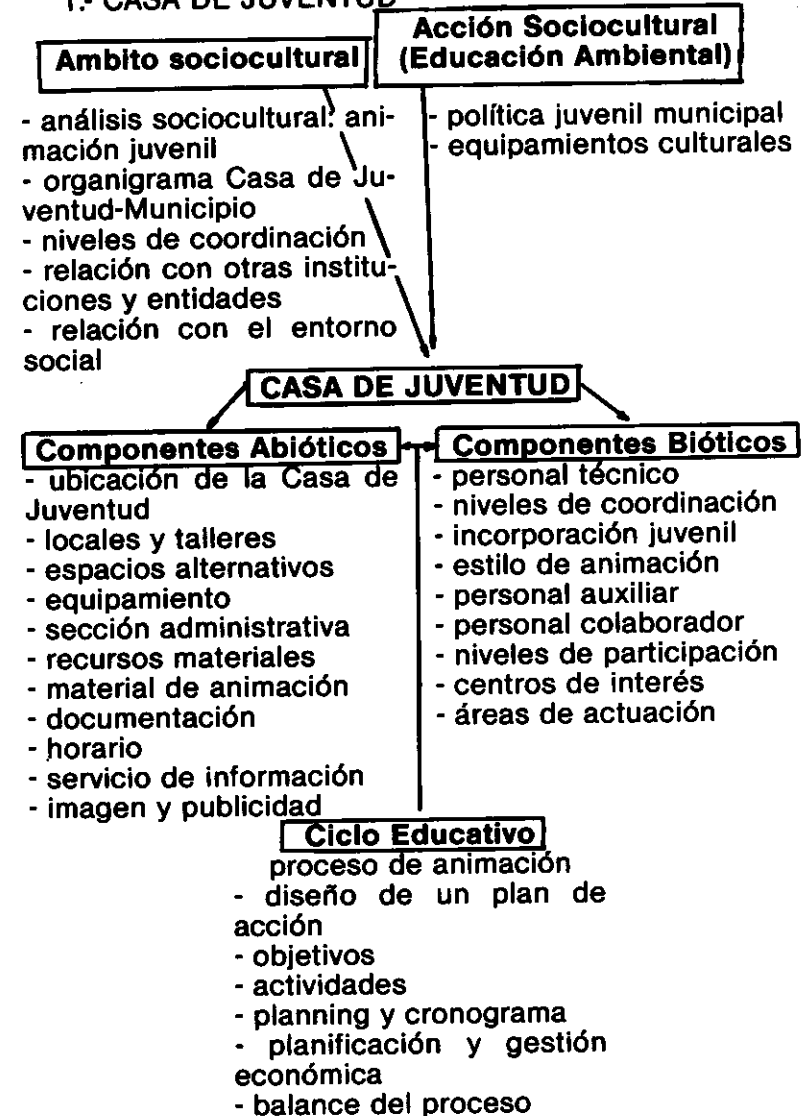 1.- CASA DE JUVENTUD
Ambito sociocultural
Acción Sociocultural
(Educación Ambiental)
- análisis sociocultural: ani-
mación juvenil
- organigrama Casa de Ju-
ventud-Municipio
- niveles de coordinación
- relación con otras institu-
ciones y entidades
- relación con el entorno
social
- política juvenil municipal
- equipamientos culturales
CASA DE JUVENTUD
Componentes Abióticos
- ubicación de la Casa de
Juventud
- locales y talleres
- espacios alternativos
- equipamiento
- sección administrativa
- recursos materiales
- material de animación
- documentación
- horario
- servicio de información
- imagen y publicidad
Componentes Bióticos
- personal técnico
- niveles de coordinación
- incorporación juvenil
- estilo de animación
- personal auxiliar
- personal colaborador
- niveles de participación
- centros de interés
- áreas de actuación
Ciclo Educativo
proceso de animación
- diseño de un plan de
acción
- objetivos
- actividades
- planning y cronograma
- planificación y gestión
económica
- balance del proceso